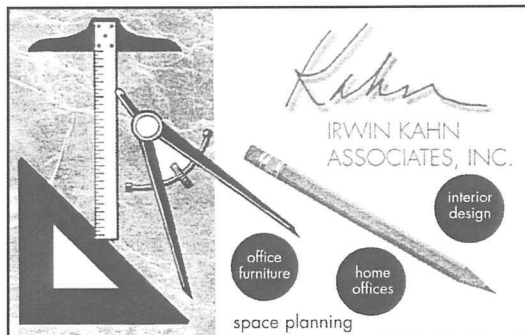 Kahn
IRWIN KAHN
ASSOCIATES, INC.
interior
design
office
furniture
home
offices
space planning